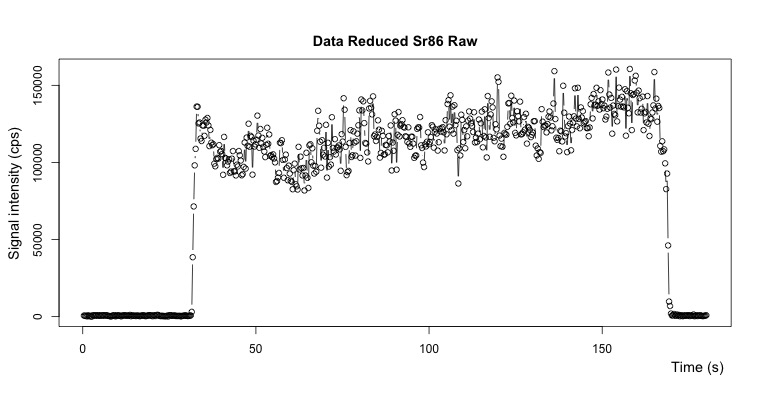 Data Reduced Sr86 Raw
Signal intensity (cps)
150000
100000
50000
0
0 50 100 150
Time (s)